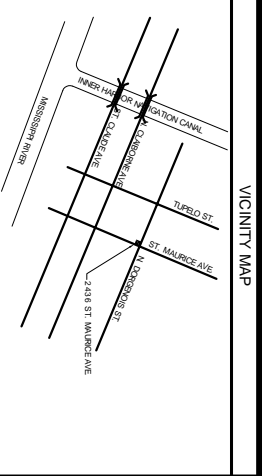 VICINITY MAP
INNER HARBOR NAVIGATION CANAL
MISSISSIPPI RIVER
ST. CLAUDE AVE.
N. CLAIBORNE AVE.
TUPELO ST.
ST. MAURICE AVE.
N. DORGENOIS ST.
2436 ST. MAURICE AVE.